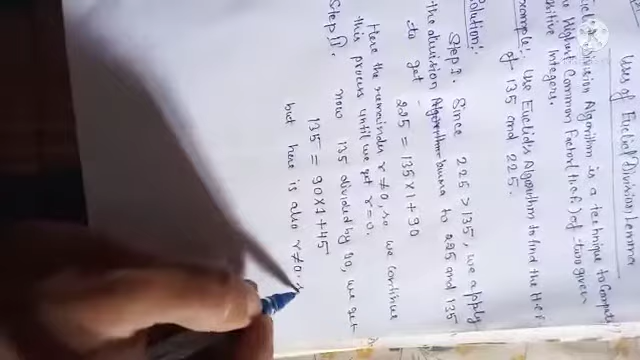 Uses of Euclid Division Lemma
Euclid Division Algorithm is a technique to Compute
the Highest Common Factor (H.C.F.) of two given
positive Integers.
Example: Use Euclid's Algorithm to find the H.C.F
of 135 and 225.
Solution:
Step I. Since 225 > 135, we apply
the division lemma to 225 and 135
to get
225 = 135 x 1 + 90
Here the remainder r ≠ 0, so we continue
this process until we get r = 0.
Step II. now 135 divided by 90, we get
135 = 90 x 1 + 45
but here is also r ≠ 0.